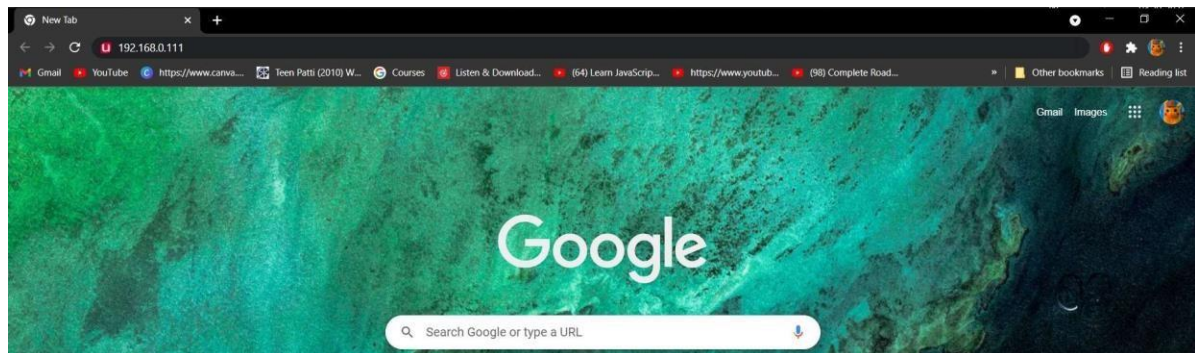 New Tab
192.168.0.111
Gmail YouTube https://www.canva.... Teen Patti (2010) W... Courses Listen & Download... (64) Learn JavaScrip... https://www.youtub... (98) Complete Road... » Other bookmarks Reading list
Gmail Images
Google
Search Google or type a URL